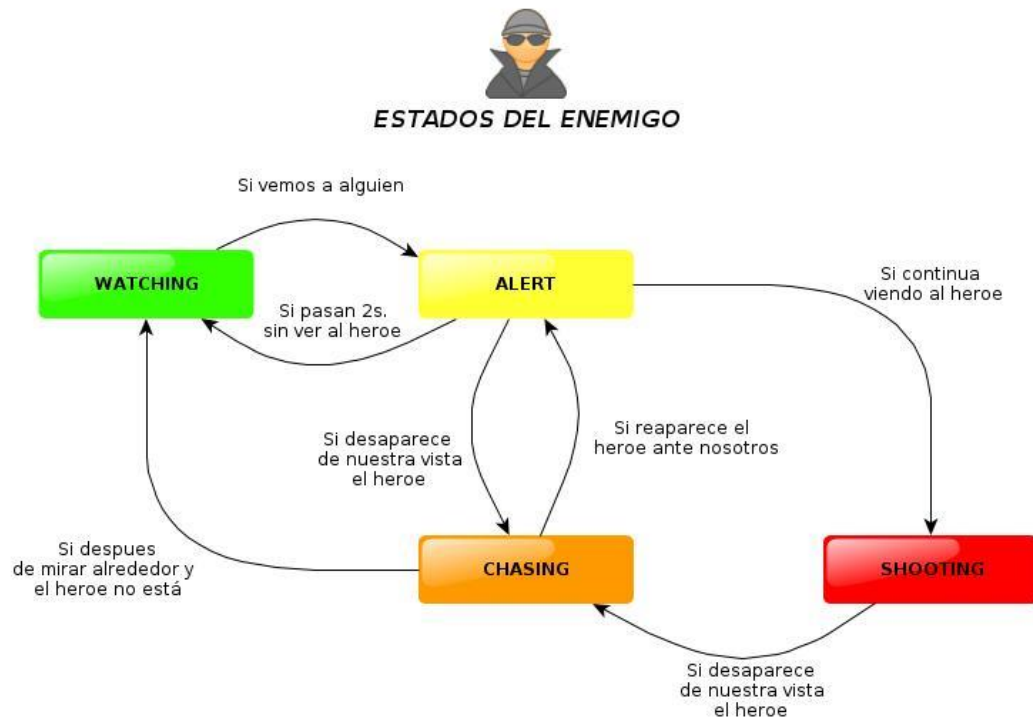 ESTADOS DEL ENEMIGO
Si vemos a alguien
WATCHING
ALERT
Si continua
viendo al heroe
Si pasan 2s.
sin ver al heroe
Si desaparece
de nuestra vista
el heroe
Si reaparece el
heroe ante nosotros
Si despues
de mirar alrededor y
el heroe no está
CHASING
SHOOTING
Si desaparece
de nuestra vista
el heroe